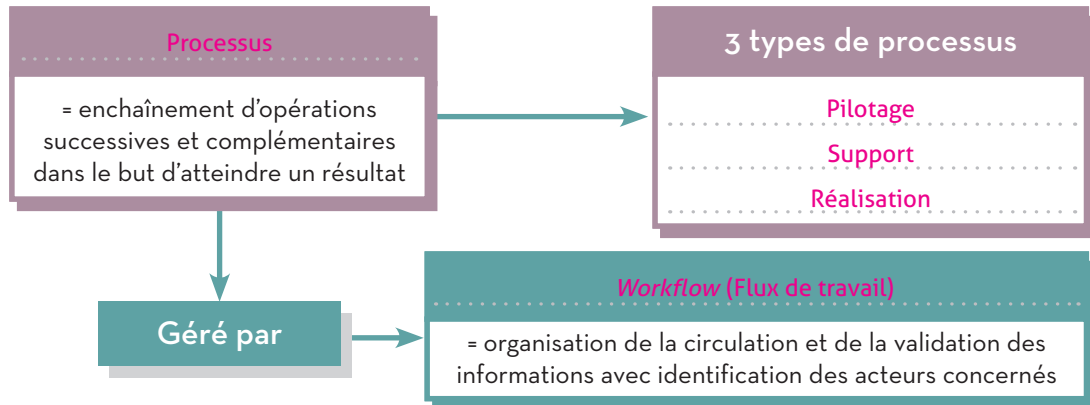 Processus
= enchaînement d’opérations
successives et complémentaires
dans le but d’atteindre un résultat
3 types de processus
Pilotage
Support
Réalisation
Géré par
Workflow (Flux de travail)
= organisation de la circulation et de la validation des
informations avec identification des acteurs concernés